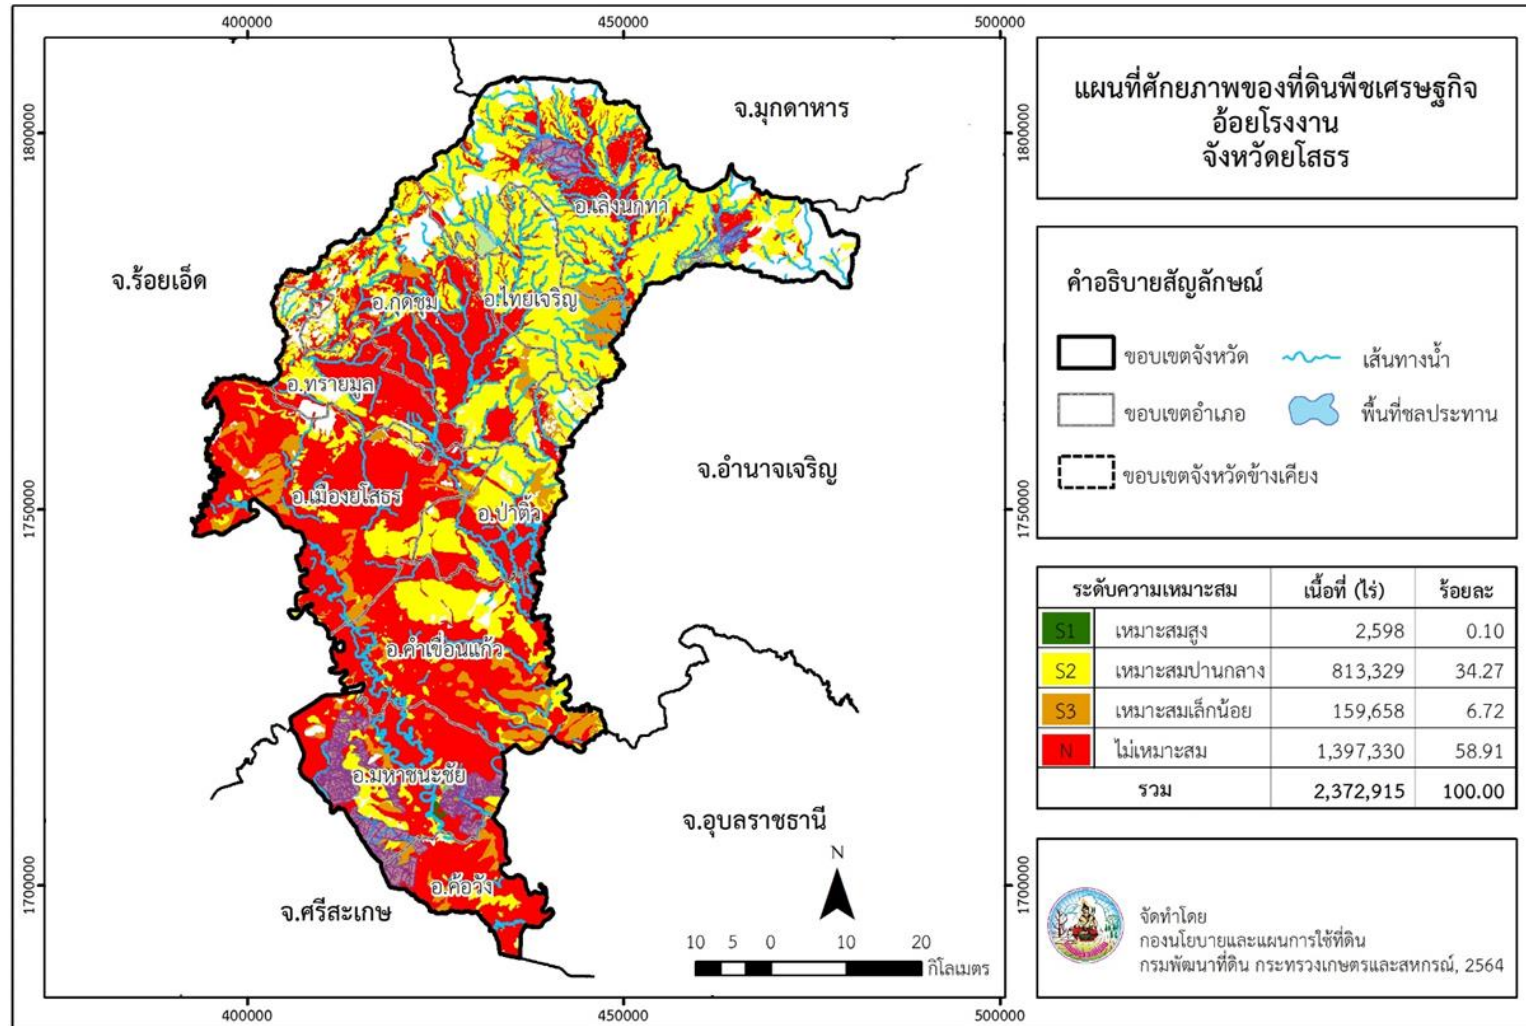 400000
450000
500000
1800000
1750000
1700000
1800000
1750000
1700000
400000
450000
500000
จ.มุกดาหาร
จ.ร้อยเอ็ด
จ.อำนาจเจริญ
จ.อุบลราชธานี
จ.ศรีสะเกษ
อ.เลิงนกทา
อ.กุดชุม
อ.ไทยเจริญ
อ.ทรายมูล
อ.เมืองยโสธร
อ.ป่าติ้ว
อ.คำเขื่อนแก้ว
อ.มหาชนะชัย
อ.ค้อวัง
N
10 5 0 10 20
กิโลเมตร
แผนที่ศักยภาพของที่ดินพืชเศรษฐกิจ
อ้อยโรงงาน
จังหวัดยโสธร
คำอธิบายสัญลักษณ์
ขอบเขตจังหวัด เส้นทางน้ำ
ขอบเขตอำเภอ พื้นที่ชลประทาน
ขอบเขตจังหวัดข้างเคียง
ระดับความเหมาะสม เนื้อที่ (ไร่) ร้อยละ
S1 เหมาะสมสูง 2,598 0.10
S2 เหมาะสมปานกลาง 813,329 34.27
S3 เหมาะสมเล็กน้อย 159,658 6.72
N ไม่เหมาะสม 1,397,330 58.91
รวม 2,372,915 100.00
จัดทำโดย
กองนโยบายและแผนการใช้ที่ดิน
กรมพัฒนาที่ดิน กระทรวงเกษตรและสหกรณ์, 2564